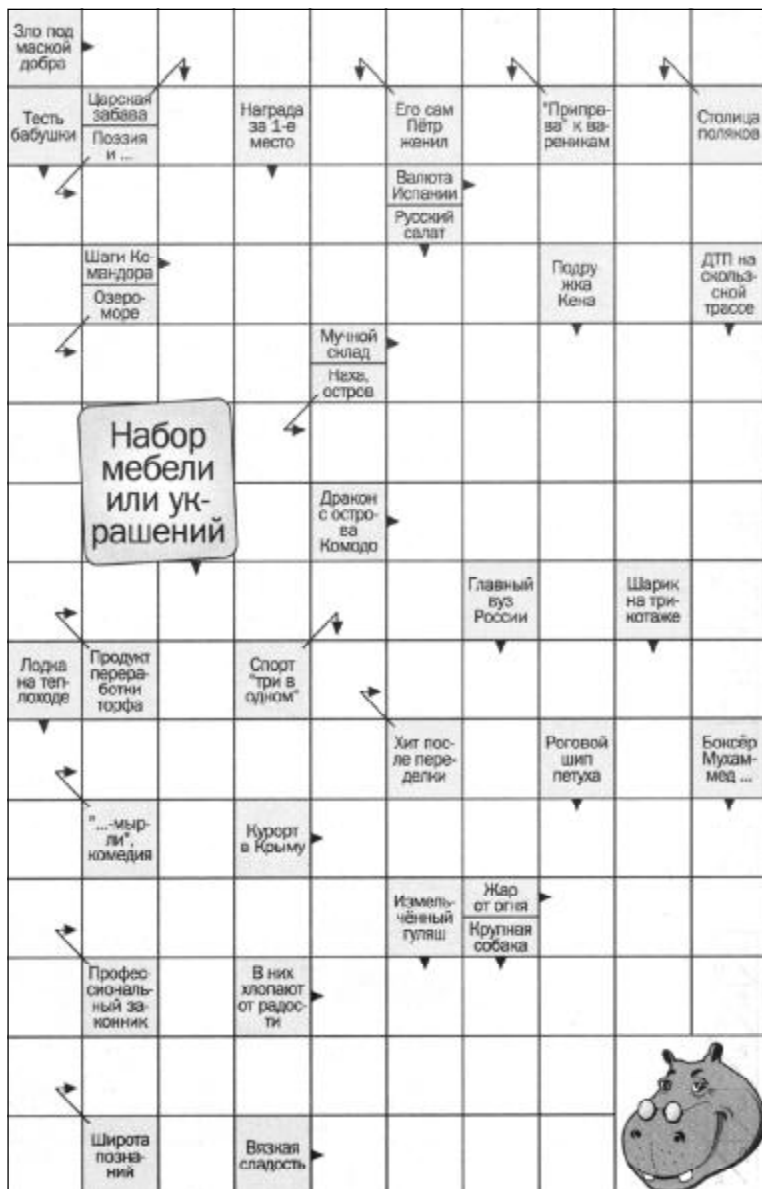 Зло под
маской
добра
Тесть
бабушки
Царская
забава
Поэзия
и ...
Награда
за 1-е
место
Его сам
Пётр
женил
"Припра-
ва" к ва-
реникам
Столица
поляков
Валюта
Испании
Русский
салат
Шаги Ко-
мандора
Озеро-
море
Подру
жка
Кена
ДТП на
скольз-
ской
трассе
Мучной
склад
Наха,
остров
Набор
мебели
или ук-
рашений
Дракон
с остро-
ва
Комодо
Главный
вуз
России
Шарик
на три-
котаже
Лодка
на теп-
лоходе
Продукт
перера-
ботки
торфа
Спорт
"три в
одном"
Хит пос-
ле пере-
делки
Роговой
шип
петуха
Боксёр
Мухам-
мед ...
"...-мыр-
ли",
комедия
Курорт
в Крыму
Измель-
чённый
гуляш
Жар
от огня
Крупная
собака
Профес-
сиональ-
ный за-
конник
В них
хлопают
от радос-
ти
Широта
позна-
ний
Вязкая
сладость